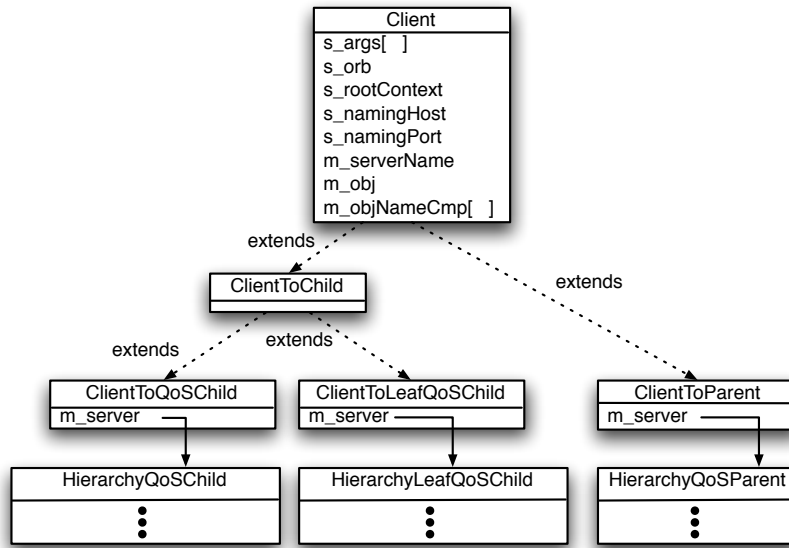 Client
s_args[ ]
s_orb
s_rootContext
s_namingHost
s_namingPort
m_serverName
m_obj
m_objNameCmp[ ]
extends
extends
ClientToChild
extends
extends
ClientToQoSChild
m_server
ClientToLeafQoSChild
m_server
ClientToParent
m_server
HierarchyQoSChild
HierarchyLeafQoSChild
HierarchyQoSParent